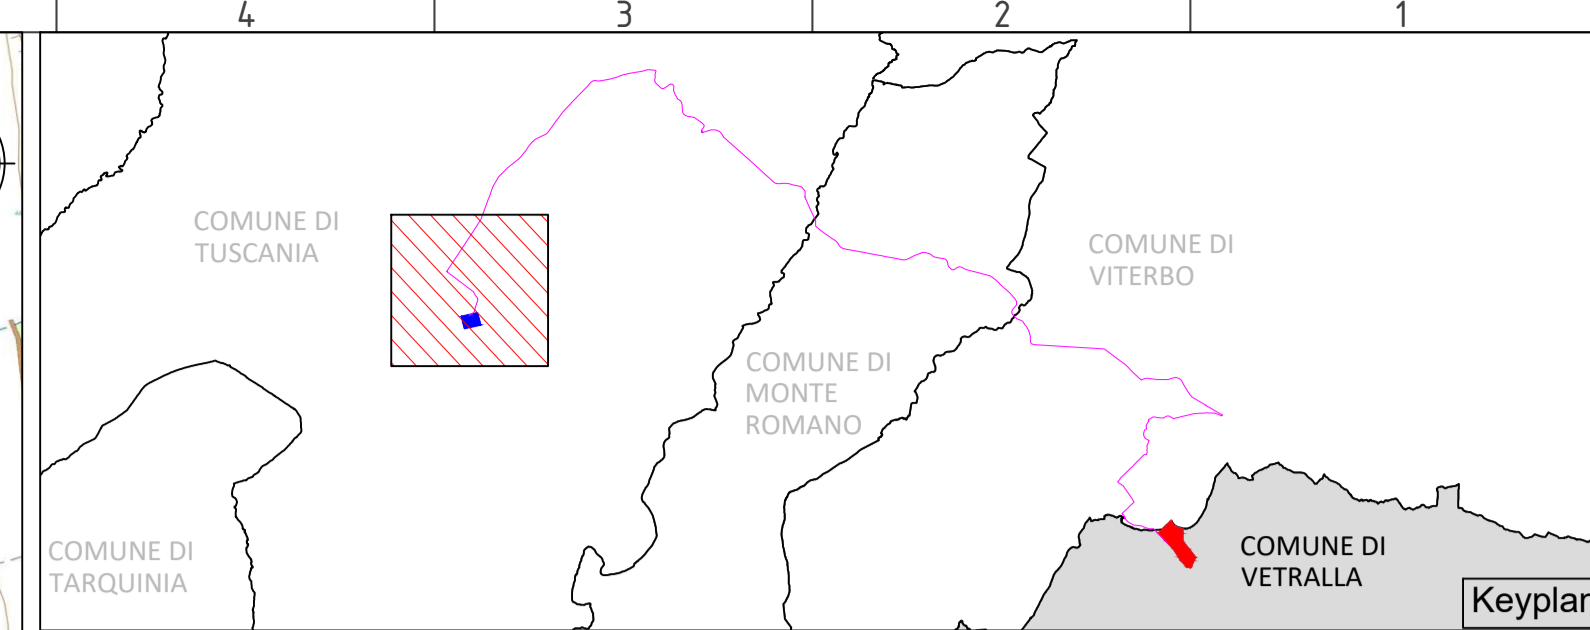 4 3 2 1
COMUNE DI
TUSCANIA
COMUNE DI
VITERBO
COMUNE DI
MONTE
ROMANO
COMUNE DI
TARQUINIA
COMUNE DI
VETRALLA
Keyplan